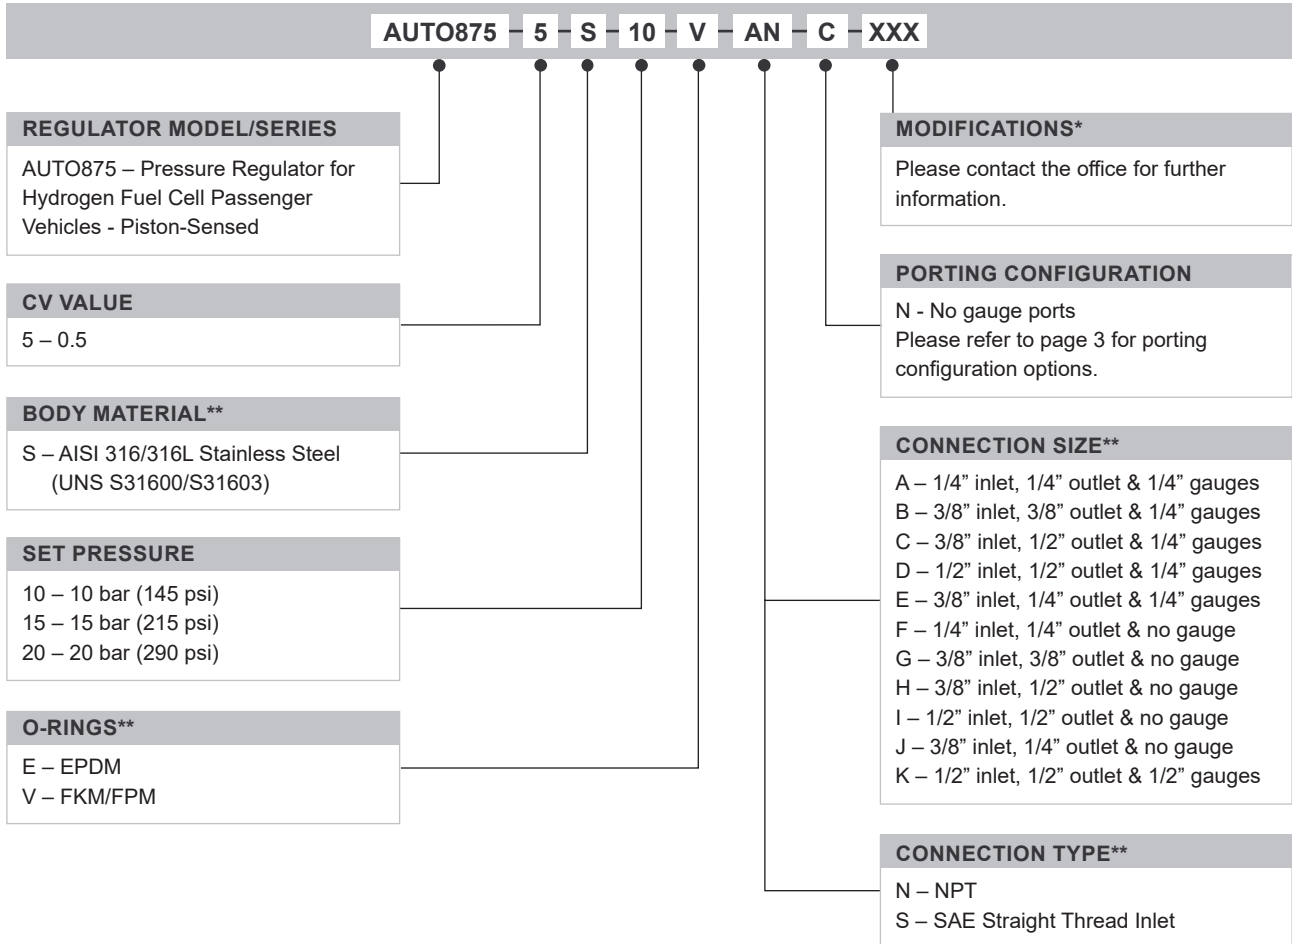 AUTO875 5 S 10 V AN C XXX
REGULATOR MODEL/SERIES
AUTO875 – Pressure Regulator for
Hydrogen Fuel Cell Passenger
Vehicles - Piston-Sensed
CV VALUE
5 – 0.5
BODY MATERIAL**
S – AISI 316/316L Stainless Steel
(UNS S31600/S31603)
SET PRESSURE
10 – 10 bar (145 psi)
15 – 15 bar (215 psi)
20 – 20 bar (290 psi)
O-RINGS**
E – EPDM
V – FKM/FPM
MODIFICATIONS*
Please contact the office for further
information.
PORTING CONFIGURATION
N - No gauge ports
Please refer to page 3 for porting
configuration options.
CONNECTION SIZE**
A – 1/4” inlet, 1/4” outlet & 1/4” gauges
B – 3/8” inlet, 3/8” outlet & 1/4” gauges
C – 3/8” inlet, 1/2” outlet & 1/4” gauges
D – 1/2” inlet, 1/2” outlet & 1/4” gauges
E – 3/8” inlet, 1/4” outlet & 1/4” gauges
F – 1/4” inlet, 1/4” outlet & no gauge
G – 3/8” inlet, 3/8” outlet & no gauge
H – 3/8” inlet, 1/2” outlet & no gauge
I – 1/2” inlet, 1/2” outlet & no gauge
J – 3/8” inlet, 1/4” outlet & no gauge
K – 1/2” inlet, 1/2” outlet & 1/2” gauges
CONNECTION TYPE**
N – NPT
S – SAE Straight Thread Inlet